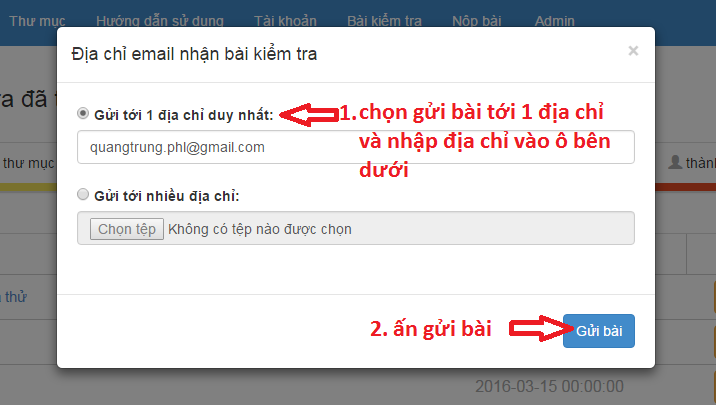 Thư mục Hướng dẫn sử dụng Tài khoản Bài kiểm tra Nộp bài Admin
Địa chỉ email nhận bài kiểm tra ×
ra đã t
Gửi tới 1 địa chỉ duy nhất:
1. chọn gửi bài tới 1 địa chỉ
và nhập địa chỉ vào ô bên
dưới
quangtrung.phl@gmail.com
thư mục
thành
Gửi tới nhiều địa chỉ:
Chọn tệp Không có tệp nào được chọn
thử
2. ấn gửi bài
Gửi bài
2016-03-15 00:00:00